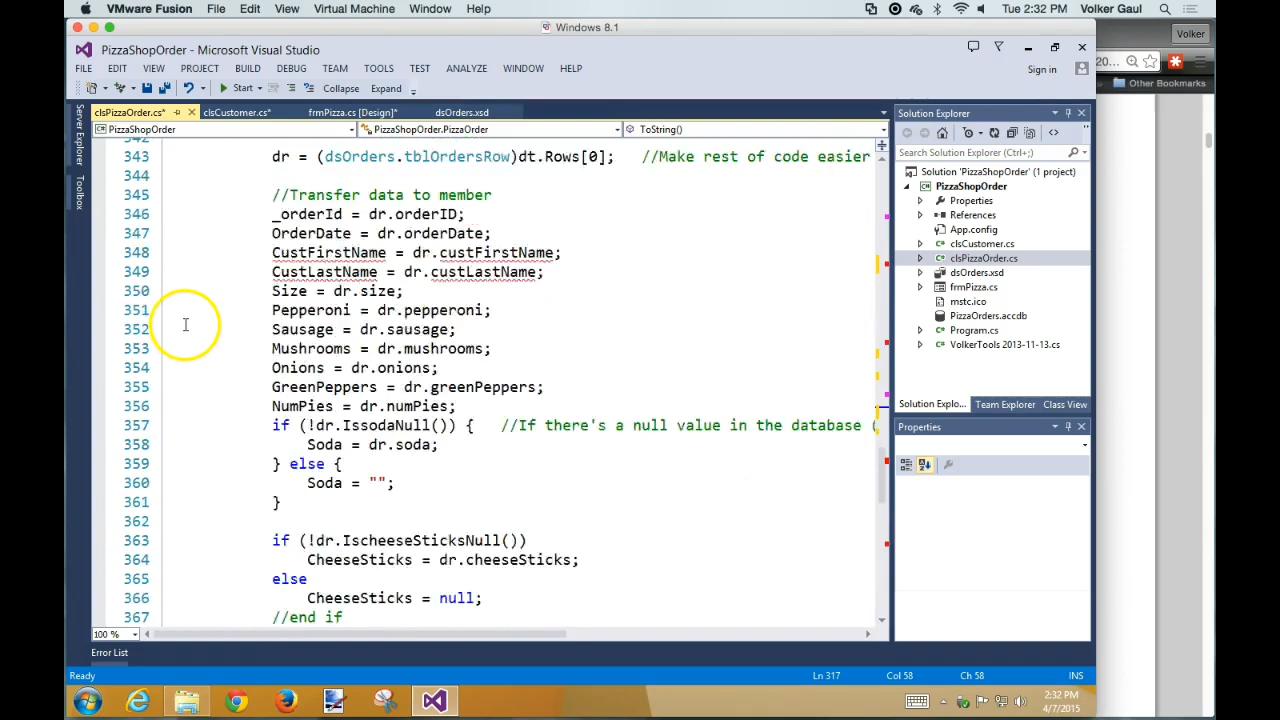 VMware Fusion File Edit View Virtual Machine Window Help Tue 2:32 PM Volker Gaul
Windows 8.1
Volker
PizzaShopOrder - Microsoft Visual Studio
FILE EDIT VIEW PROJECT BUILD DEBUG TEAM TOOLS TEST ANALYZE WINDOW HELP Sign in
20...
Start Collapse Expand
Other Bookmarks
Server Explorer
Toolbox
clsPizzaOrder.cs* clsCustomer.cs* frmPizza.cs [Design]* dsOrders.xsd
PizzaShopOrder PizzaShopOrder.PizzaOrder ToString()
342
343 dr = (dsOrders.tblOrdersRow)dt.Rows[0]; //Make rest of code easier
344
345 //Transfer data to member
346 _orderId = dr.orderID;
347 OrderDate = dr.orderDate;
348 CustFirstName = dr.custFirstName;
349 CustLastName = dr.custLastName;
350 Size = dr.size;
351 Pepperoni = dr.pepperoni;
352 Sausage = dr.sausage;
353 Mushrooms = dr.mushrooms;
354 Onions = dr.onions;
355 GreenPeppers = dr.greenPeppers;
356 NumPies = dr.numPies;
357 if (!dr.IssodaNull()) { //If there's a null value in the database (
358 Soda = dr.soda;
359 } else {
360 Soda = "";
361 }
362
363 if (!dr.IscheeseSticksNull())
364 CheeseSticks = dr.cheeseSticks;
365 else
366 CheeseSticks = null;
367 //end if
100 %
Solution Explorer
Search Solution Explorer (Ctrl+;)
Solution 'PizzaShopOrder' (1 project)
PizzaShopOrder
Properties
References
App.config
clsCustomer.cs
clsPizzaOrder.cs
dsOrders.xsd
frmPizza.cs
mstc.ico
PizzaOrders.accdb
Program.cs
VolkerTools 2013-11-13.cs
Solution Explo... Team Explorer Class View
Properties
Error List
Ready Ln 317 Col 58 Ch 58 INS
2:32 PM
4/7/2015